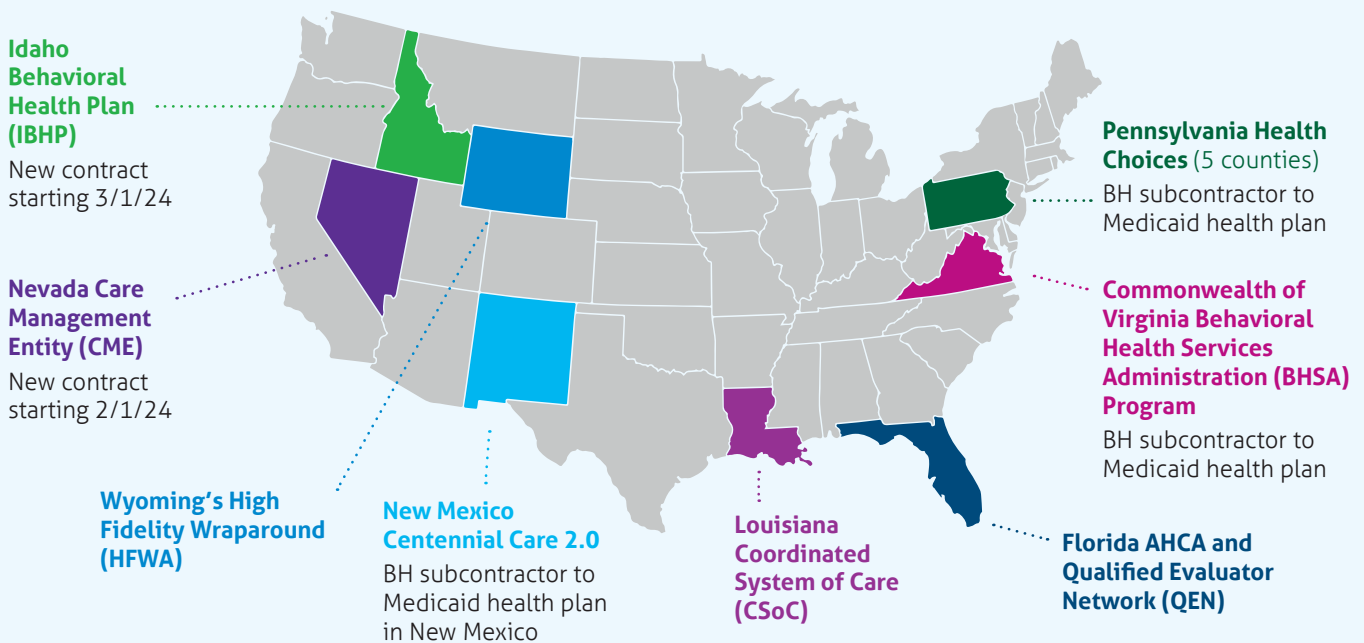 Idaho
Behavioral
Health Plan
(IBHP)
New contract
starting 3/1/24
Nevada Care
Management
Entity (CME)
New contract
starting 2/1/24
Wyoming's High
Fidelity Wraparound
(HFWA)
New Mexico
Centennial Care 2.0
BH subcontractor to
Medicaid health plan
in New Mexico
Louisiana
Coordinated
System of Care
(CSoC)
Florida AHCA and
Qualified Evaluator
Network (QEN)
Pennsylvania Health
Choices (5 counties)
BH subcontractor to
Medicaid health plan
Commonwealth of
Virginia Behavioral
Health Services
Administration (BHSA)
Program
BH subcontractor to
Medicaid health plan